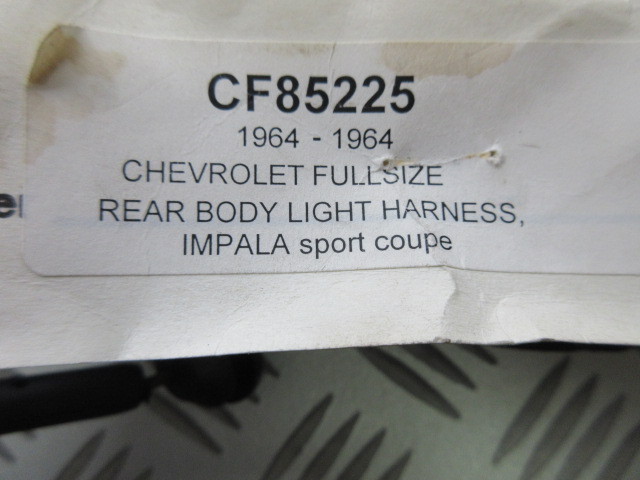 CF85225
1964 - 1964
CHEVROLET FULLSIZE
REAR BODY LIGHT HARNESS,
IMPALA sport coupe